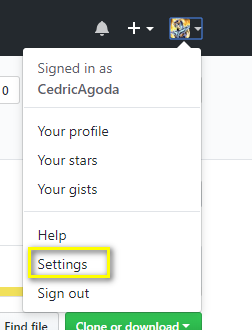 0
Signed in as
CedricAgoda
Your profile
Your stars
Your gists
Help
Settings
Sign out
Find file
Clone or download